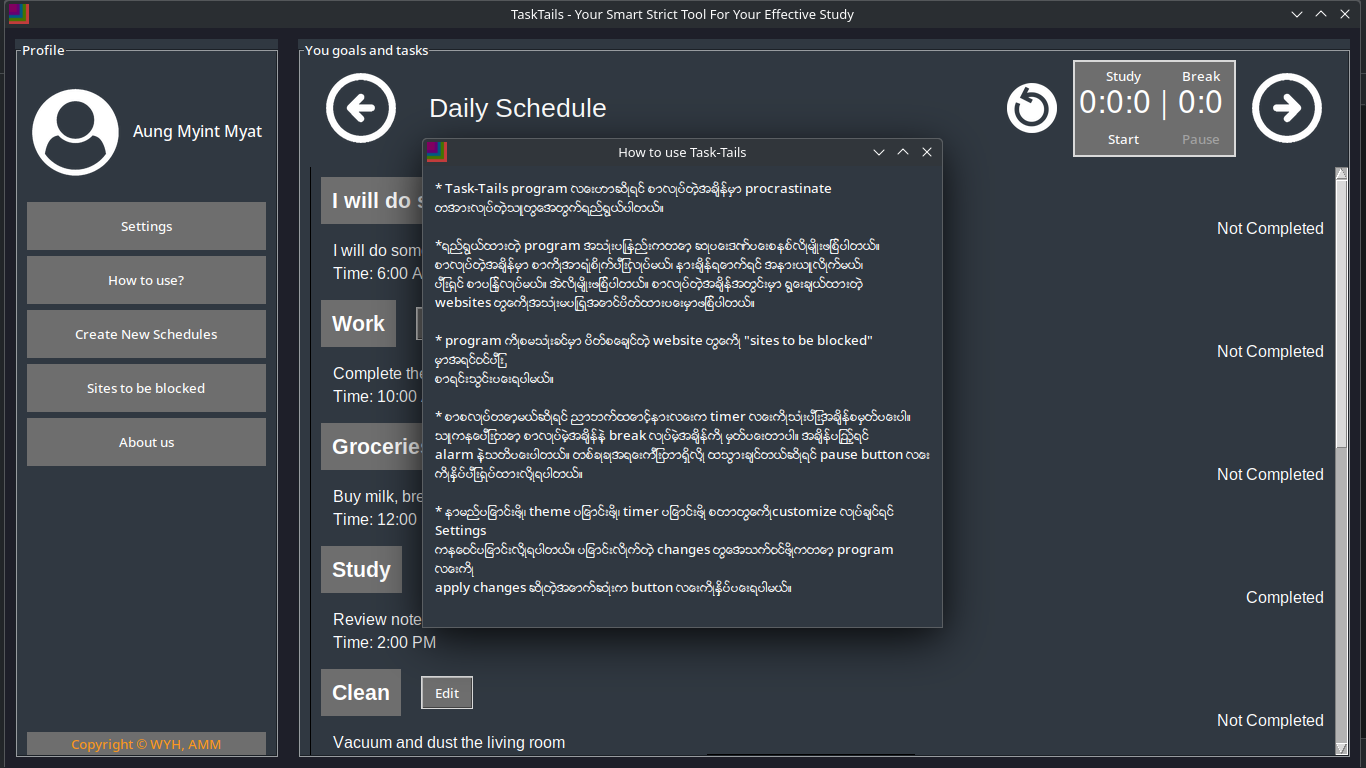 TaskTails - Your Smart Strict Tool For Your Effective Study
Profile
Aung Myint Myat
Settings
How to use?
Create New Schedules
Sites to be blocked
About us
Copyright © WYH, AMM
You goals and tasks
Daily Schedule
Study Break
0:0:0 | 0:0
Start Pause
I will do s
I will do som
Time: 6:00 A
Not Completed
Work
Complete the
Time: 10:00
Not Completed
Groceries
Buy milk, bre
Time: 12:00
Not Completed
Study
Review note
Time: 2:00 PM
Completed
Clean
Edit
Vacuum and dust the living room
Not Completed
How to use Task-Tails
* Task-Tails program လေးဟာဆိုရင် စာလုပ်တဲ့အချိန်မှာ procrastinate
တအားလုပ်တဲ့သူတွေအတွက်ရည်ရွယ်ပါတယ်။
*ရည်ရွယ်ထားတဲ့ program အသုံးပြုနည်းကတော့ ဆုပေးဒဏ်ပေးစနစ်လိုမျိုးဖြစ်ပါတယ်။
စာလုပ်တဲ့အချိန်မှာ စာကိုအာရုံစိုက်ပြီးလုပ်မယ်၊ နားချိန်ရောက်ရင် အနားယူလိုက်မယ်၊
ပြီးရင် စာပြန်လုပ်မယ်။ အဲလိုမျိုးဖြစ်ပါတယ်။ စာလုပ်တဲ့အချိန်အတွင်းမှာ ရွေးချယ်ထားတဲ့
websites တွေကိုအသုံးမပြုရအောင်ပိတ်ထားပေးမှာဖြစ်ပါတယ်။
* program ကိုစမသုံးခင်မှာ ပိတ်စေချင်တဲ့ website တွေကို "sites to be blocked"
မှာအရင်ဝင်ပြီး
စာရင်းသွင်းပေးရပါမယ်။
* စာစလုပ်တော့မယ်ဆိုရင် ညာဘက်ထောင့်နားလေးက timer လေးကိုသုံးပြီးအချိန်စမှတ်ပေးပါ။
သူကနေပြီးတော့ စာလုပ်မဲ့အချိန်နဲ့ break လုပ်မဲ့အချိန်ကို မှတ်ပေးတာပါ။ အချိန်ပြည့်ရင်
alarm နဲ့သတိပေးပါတယ်။ တစ်ခုခုအရေးကြီးတာရှိလို့ ထသွားချင်တယ်ဆိုရင် pause button လေး
ကိုနှိပ်ပြီးရပ်ထားလို့ရပါတယ်။
* နာမည်ပြောင်းဖို့၊ theme ပြောင်းဖို့၊ timer ပြောင်းဖို့ စတာတွေကိုcustomize လုပ်ချင်ရင်
Settings
ကနေဝင်ပြောင်းလို့ရပါတယ်။ ပြောင်းလိုက်တဲ့ changes တွေအသက်ဝင်ဖို့ကတော့ program
လေးကို
apply changes ဆိုတဲ့အောက်ဆုံးက button လေးကိုနှိပ်ပေးရပါမယ်။